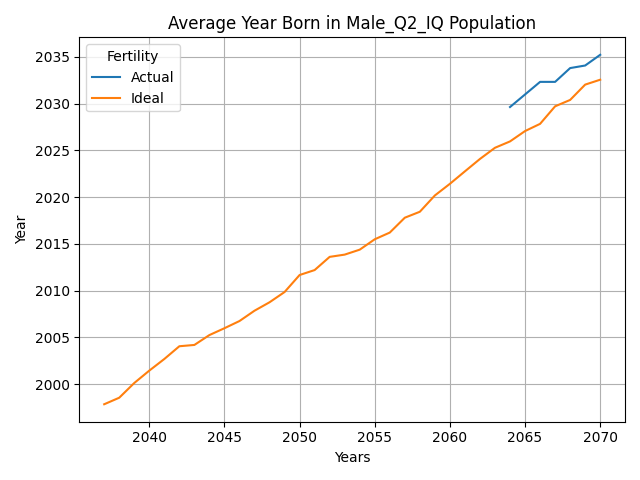 Average Year Born in Male_Q2_IQ Population
Fertility
Actual
Ideal
Year
2035
2030
2025
2020
2015
2010
2005
2000
2040 2045 2050 2055 2060 2065 2070
Years